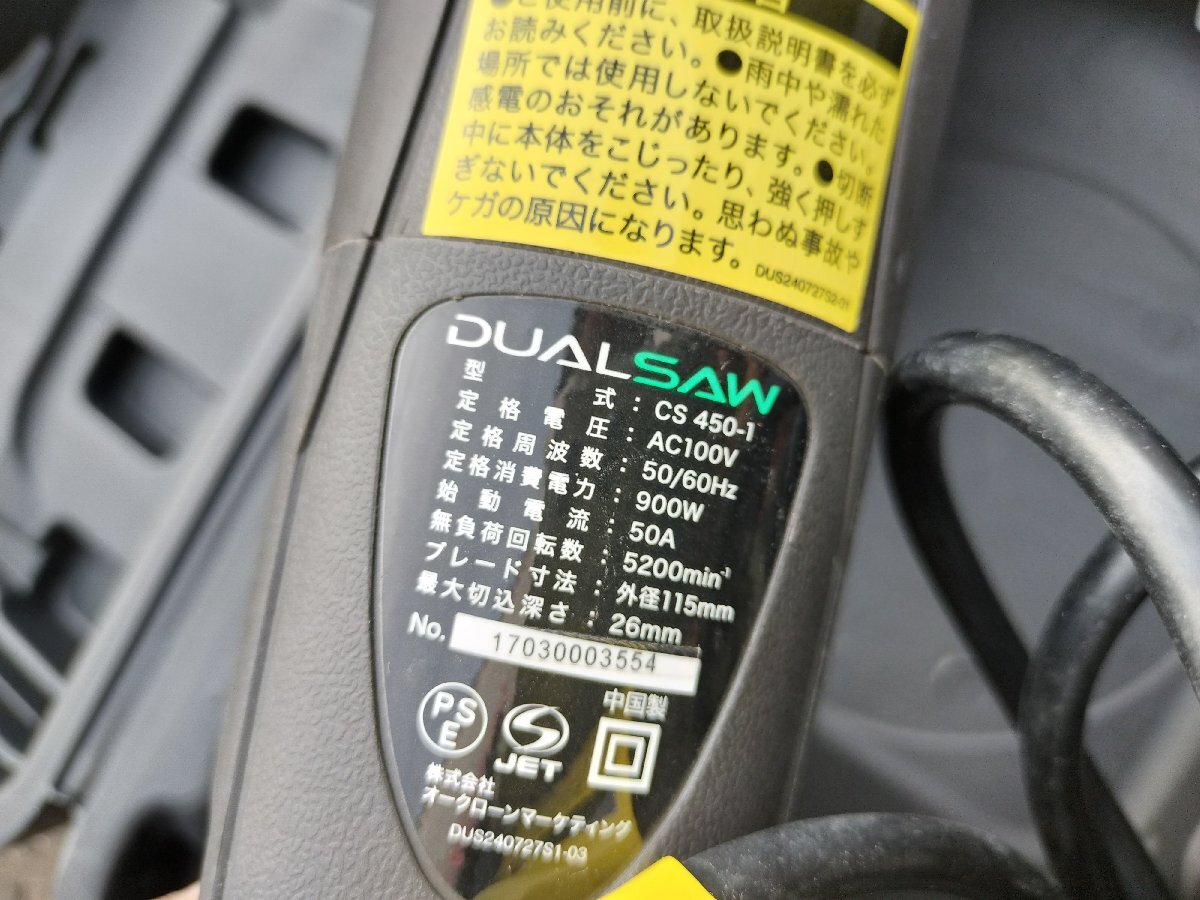 ●ご使用前に、取扱説明書を必ず
お読みください。●雨中や濡れた
場所では使用しないでください。
感電のおそれがあります。●切断
中に本体をこじったり、強く押しす
ぎないでください。思わぬ事故や
ケガの原因になります。
DUS240727S2-01
DUALSAW
型式：CS 450-1
定格電圧：AC100V
定格周波数：50/60Hz
定格消費電力：900W
始動電流：50A
無負荷回転数：5200min⁻¹
ブレード寸法：外径115mm
最大切込深さ：26mm
No. 17030003554
中国製
PSE
JET
株式会社
オークローンマーケティング
DUS240727S1-03